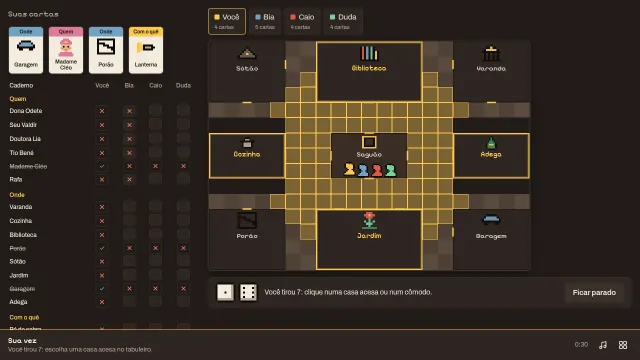 Suas cartas
Onde
Garagem
Quem
Madame
Cléo
Onde
Porão
Com o quê
Lanterna
Caderno Você Bia Caio Duda
Quem
Dona Odete
Seu Valdir
Doutora Lia
Tio Bené
Madame Cléo
Rafa
Onde
Varanda
Cozinha
Biblioteca
Porão
Sótão
Jardim
Garagem
Adega
Com o quê
Você
4 cartas
Bia
5 cartas
Caio
4 cartas
Duda
4 cartas
Sótão
Biblioteca
Varanda
Cozinha
Saguão
Adega
Porão
Jardim
Garagem
Você tirou 7: clique numa casa acesa ou num cômodo.
Ficar parado
Sua vez
Você tirou 7: escolha uma casa acesa no tabuleiro.
0:30